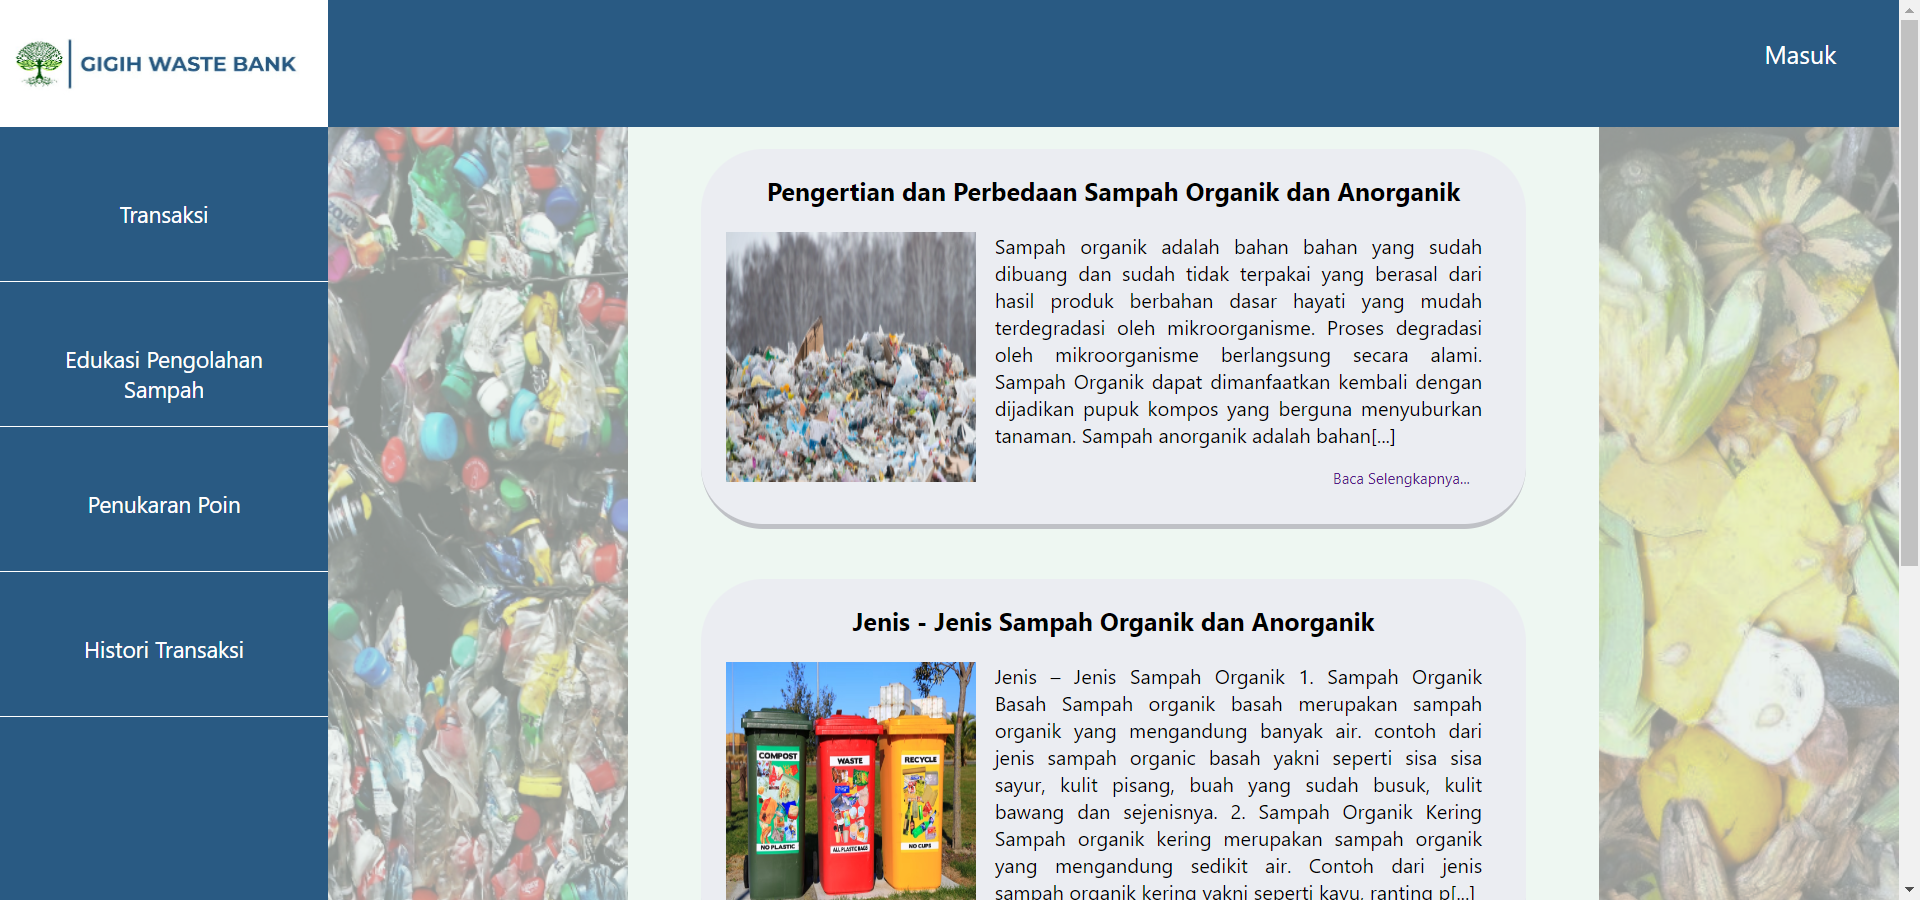 GIGIH WASTE BANK
Masuk
Transaksi
Edukasi Pengolahan
Sampah
Penukaran Poin
Histori Transaksi
Pengertian dan Perbedaan Sampah Organik dan Anorganik
Sampah organik adalah bahan bahan yang sudah
dibuang dan sudah tidak terpakai yang berasal dari
hasil produk berbahan dasar hayati yang mudah
terdegradasi oleh mikroorganisme. Proses degradasi
oleh mikroorganisme berlangsung secara alami.
Sampah Organik dapat dimanfaatkan kembali dengan
dijadikan pupuk kompos yang berguna menyuburkan
tanaman. Sampah anorganik adalah bahan[...]
Baca Selengkapnya...
Jenis - Jenis Sampah Organik dan Anorganik
COMPOST
NO PLASTIC
WASTE
ALL PLASTIC BAGS
RECYCLE
NO CUPS
Jenis – Jenis Sampah Organik 1. Sampah Organik
Basah Sampah organik basah merupakan sampah
organik yang mengandung banyak air. contoh dari
jenis sampah organic basah yakni seperti sisa sisa
sayur, kulit pisang, buah yang sudah busuk, kulit
bawang dan sejenisnya. 2. Sampah Organik Kering
Sampah organik kering merupakan sampah organik
yang mengandung sedikit air. Contoh dari jenis
sampah organik kering yakni seperti kayu, ranting p[...]